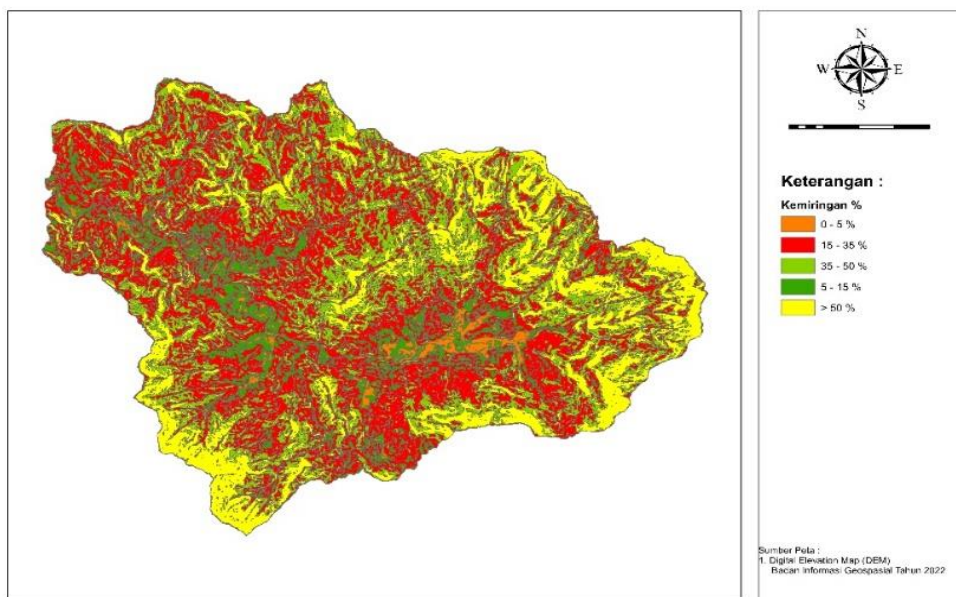 N
W E
S
Keterangan :
Kemiringan %
0 - 5 %
15 - 35 %
35 - 50 %
5 - 15 %
> 50 %
Sumber Peta :
1. Digital Elevation Map (DEM)
Badan Informasi Geospasial Tahun 2022